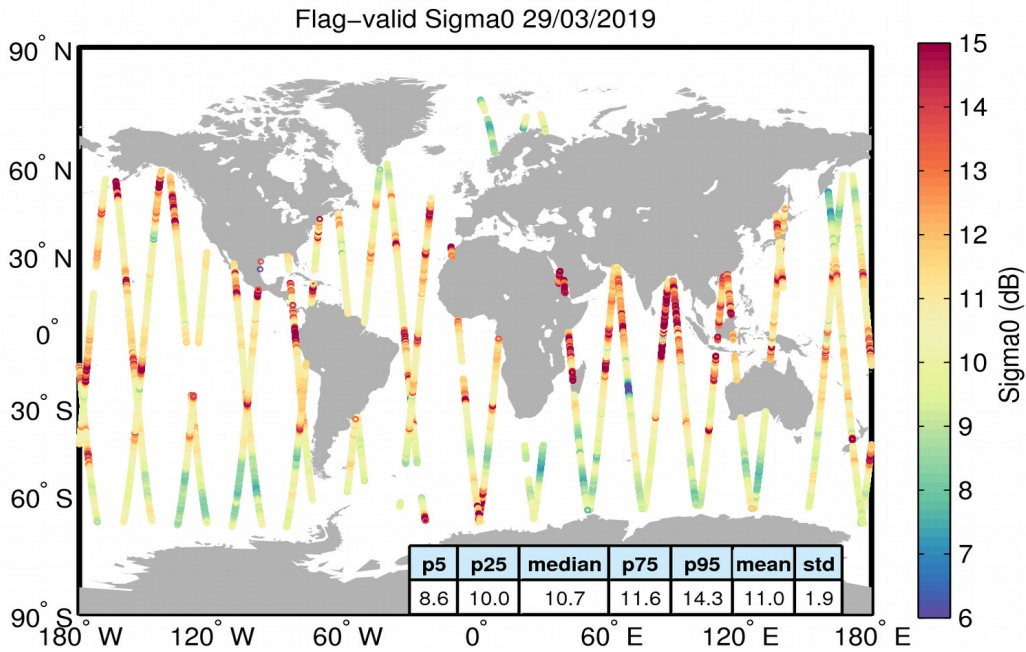 Flag−valid Sigma0 29/03/2019
90° N
60° N
30° N
0°
30° S
60° S
90° S
180° W
120° W
60° W
0°
60° E
120° E
180° E
15
14
13
12
11
10
9
8
7
6
Sigma0 (dB)
p5 p25 median p75 p95 mean std
8.6 10.0 10.7 11.6 14.3 11.0 1.9